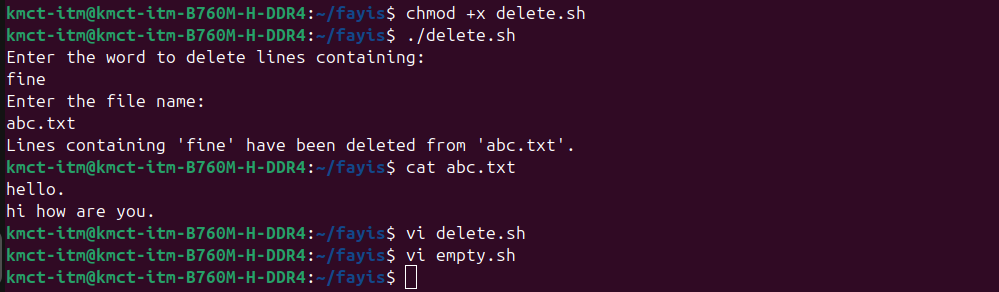 kmct-itm@kmct-itm-B760M-H-DDR4:~/fayis$ chmod +x delete.sh
kmct-itm@kmct-itm-B760M-H-DDR4:~/fayis$ ./delete.sh
Enter the word to delete lines containing:
fine
Enter the file name:
abc.txt
Lines containing 'fine' have been deleted from 'abc.txt'.
kmct-itm@kmct-itm-B760M-H-DDR4:~/fayis$ cat abc.txt
hello.
hi how are you.
kmct-itm@kmct-itm-B760M-H-DDR4:~/fayis$ vi delete.sh
kmct-itm@kmct-itm-B760M-H-DDR4:~/fayis$ vi empty.sh
kmct-itm@kmct-itm-B760M-H-DDR4:~/fayis$